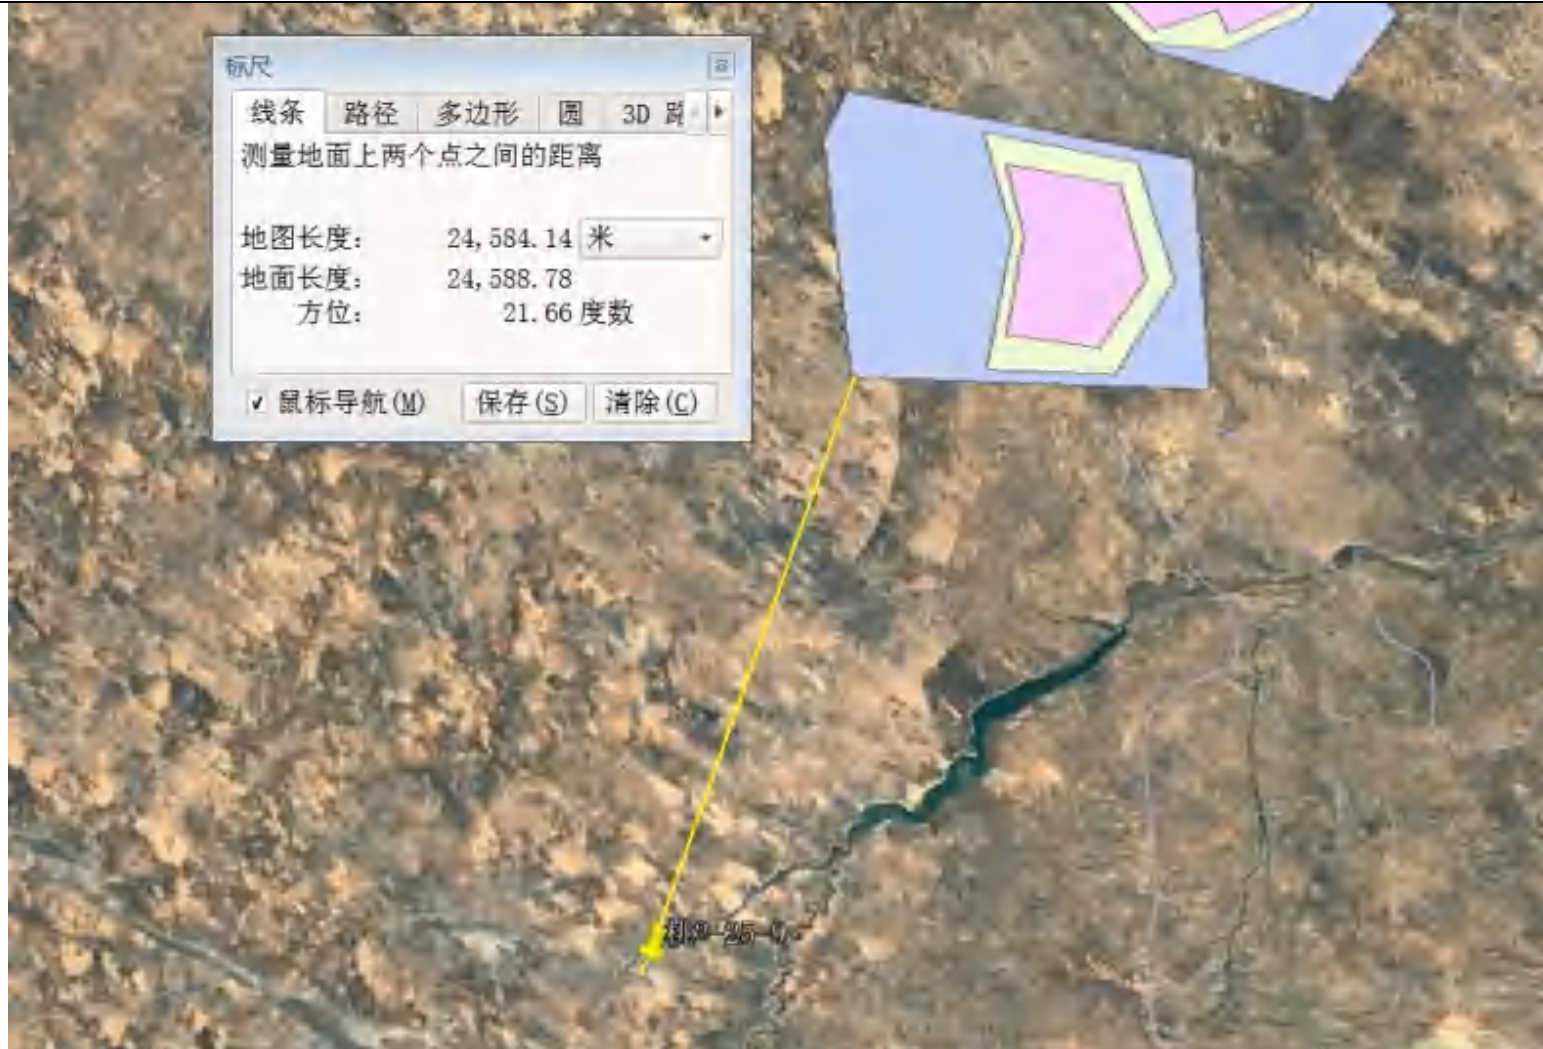 标尺
线条 路径 多边形 圆 3D 路
测量地面上两个点之间的距离
地图长度: 24,584.14 米
地面长度: 24,588.78
方位: 21.66 度数
鼠标导航(M) 保存(S) 清除(C)